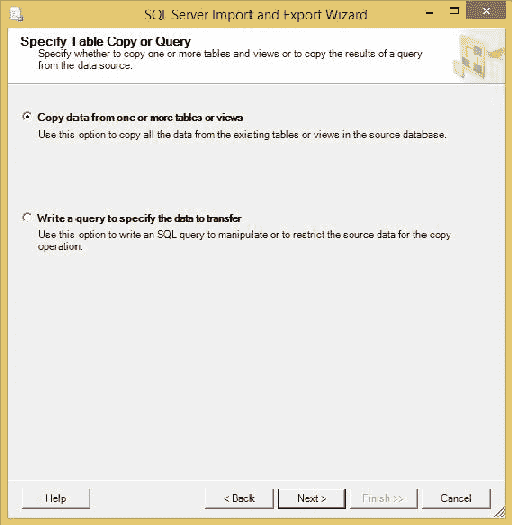 SQL Server Import and Export Wizard
Specify Table Copy or Query
Specify whether to copy one or more tables and views or to copy the results of a query
from the data source.
Copy data from one or more tables or views
Use this option to copy all the data from the existing tables or views in the source database.
Write a query to specify the data to transfer
Use this option to write an SQL query to manipulate or to restrict the source data for the copy
operation.
Help
< Back
Next >
Finish >>|
Cancel